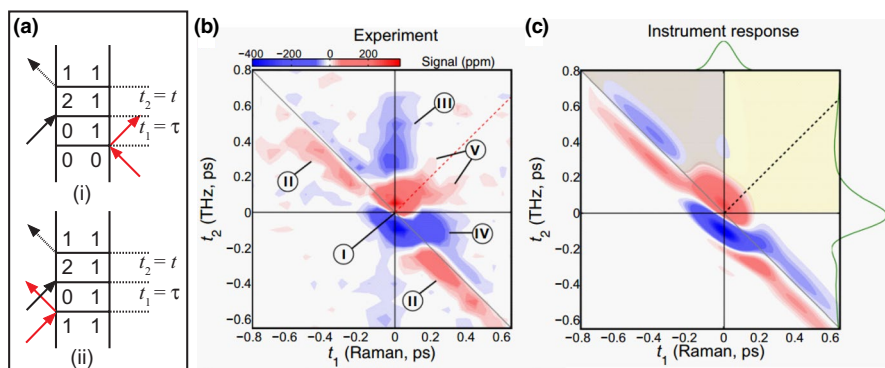 (a)
1 1
2 1
t₂ = t
0 1
t₁ = τ
0 0
(i)
1 1
2 1
t₂ = t
0 1
t₁ = τ
1 1
(ii)
(b)
Experiment
−400 −200 0 200
Signal (ppm)
0.8
0.6
0.4
0.2
0
−0.2
−0.4
−0.6
t₂ (THz, ps)
I
II
III
IV
V
II
-0.8 -0.6 -0.4 -0.2 0 0.2 0.4 0.6
t₁ (Raman, ps)
(c)
Instrument response
0.8
0.6
0.4
0.2
0
-0.2
-0.4
-0.6
t₂ (THz, ps)
-0.8 -0.6 -0.4 -0.2 0 0.2 0.4 0.6
t₁ (Raman, ps)